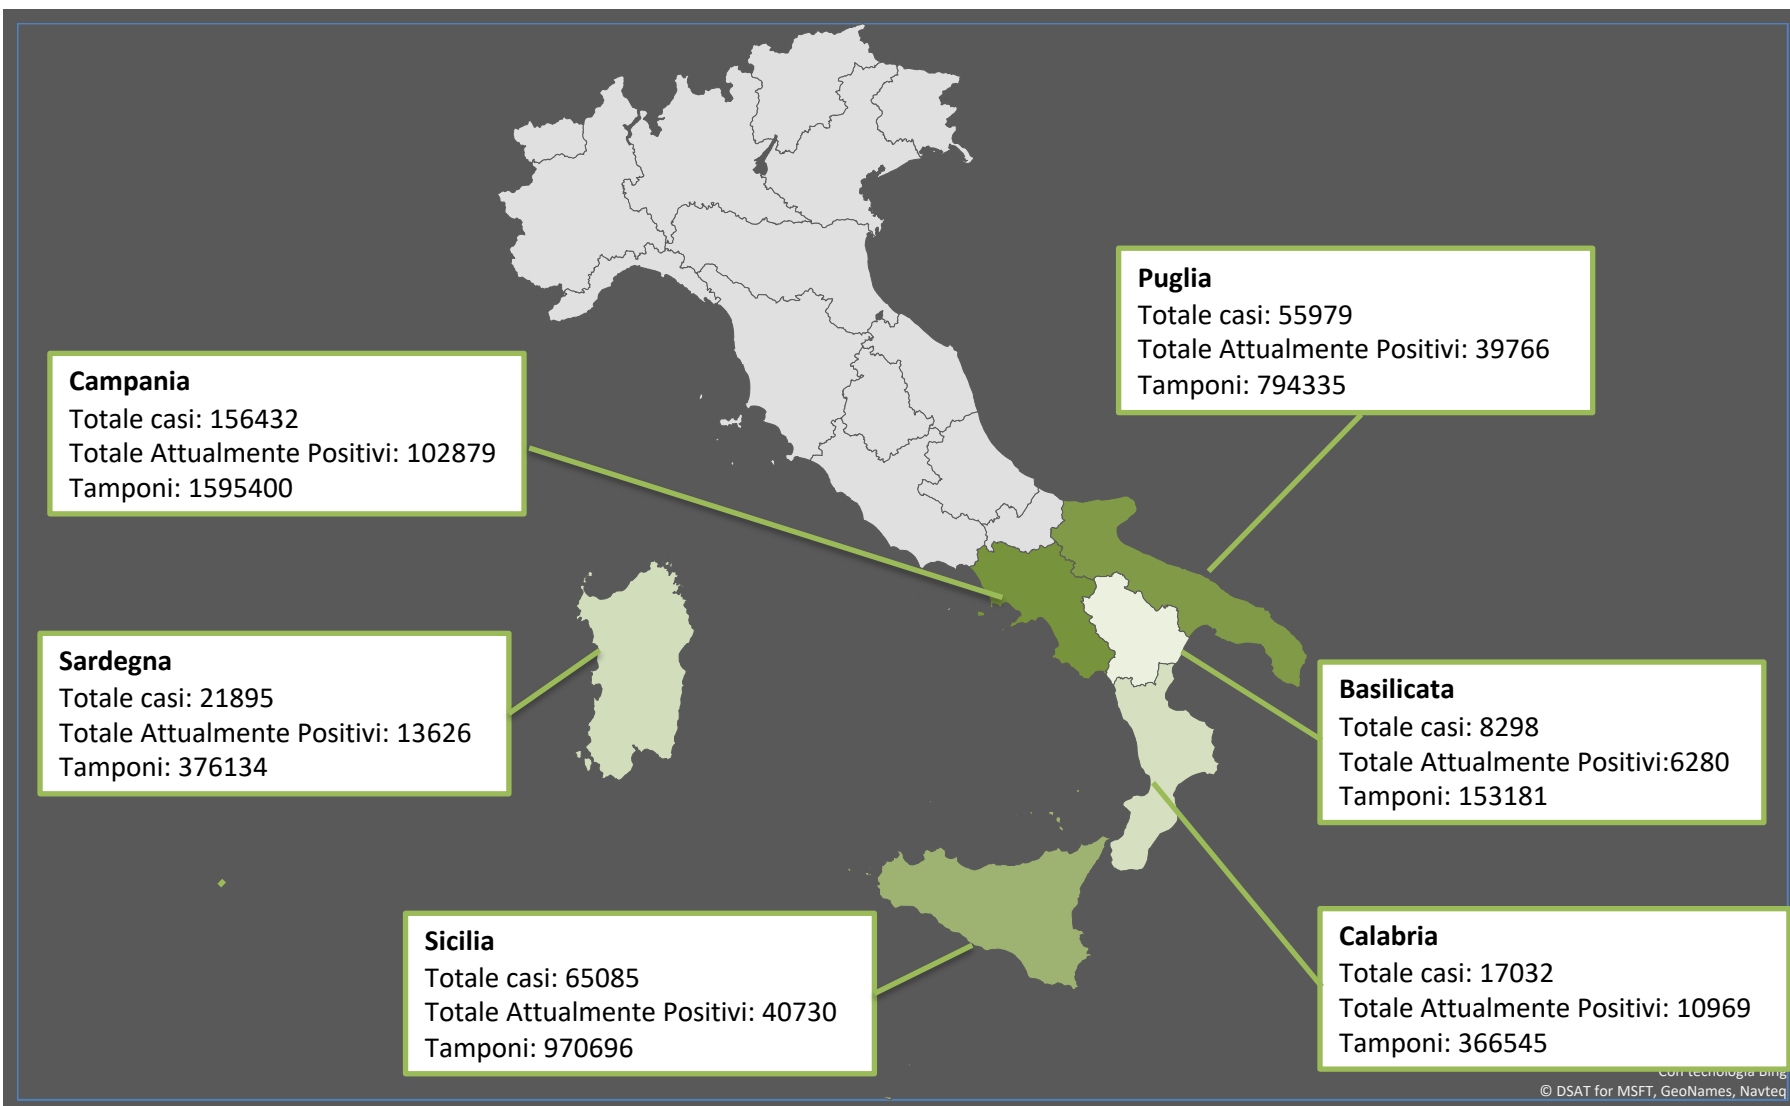 Puglia
Totale casi: 55979
Totale Attualmente Positivi: 39766
Tamponi: 794335
Campania
Totale casi: 156432
Totale Attualmente Positivi: 102879
Tamponi: 1595400
Sardegna
Totale casi: 21895
Totale Attualmente Positivi: 13626
Tamponi: 376134
Basilicata
Totale casi: 8298
Totale Attualmente Positivi:6280
Tamponi: 153181
Sicilia
Totale casi: 65085
Totale Attualmente Positivi: 40730
Tamponi: 970696
Calabria
Totale casi: 17032
Totale Attualmente Positivi: 10969
Tamponi: 366545
Con tecnologia Bing
© DSAT for MSFT, GeoNames, Navteq